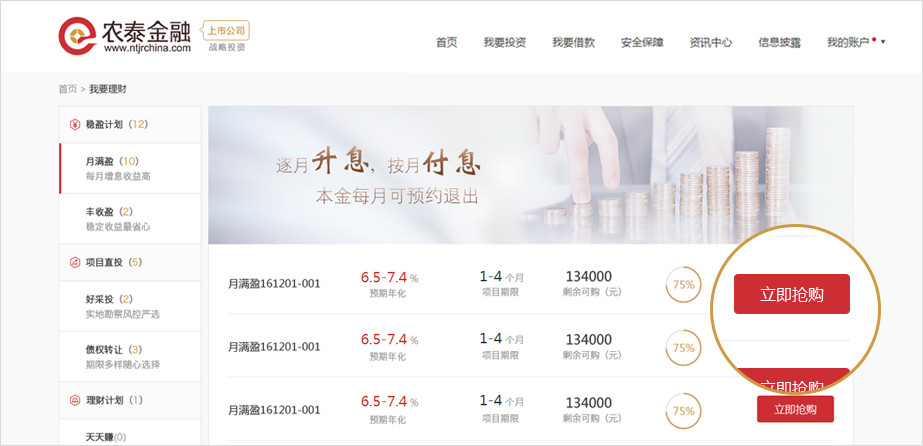 农泰金融
www.ntjrchina.com
上市公司
战略投资
首页 我要投资 我要借款 安全保障 资讯中心 信息披露 我的账户
首页 > 我要理财
稳盈计划（12）
月满盈（10）
每月增息收益高
丰收盈（2）
稳定收益最省心
项目直投（5）
好采投（2）
实地勘察风控严选
债权转让（3）
期限多样随心选择
理财计划（1）
天天赚(0)
逐月升息，按月付息
本金每月可预约退出
月满盈161201-001 6.5-7.4 % 1-4 个月 134000 75%
预期年化 项目期限 剩余可购（元）
立即抢购
月满盈161201-001 6.5-7.4 % 1-4 个月 134000 75%
预期年化 项目期限 剩余可购（元）
立即抢购
月满盈161201-001 6.5-7.4 % 1-4 个月 134000 75%
预期年化 项目期限 剩余可购（元）
立即抢购